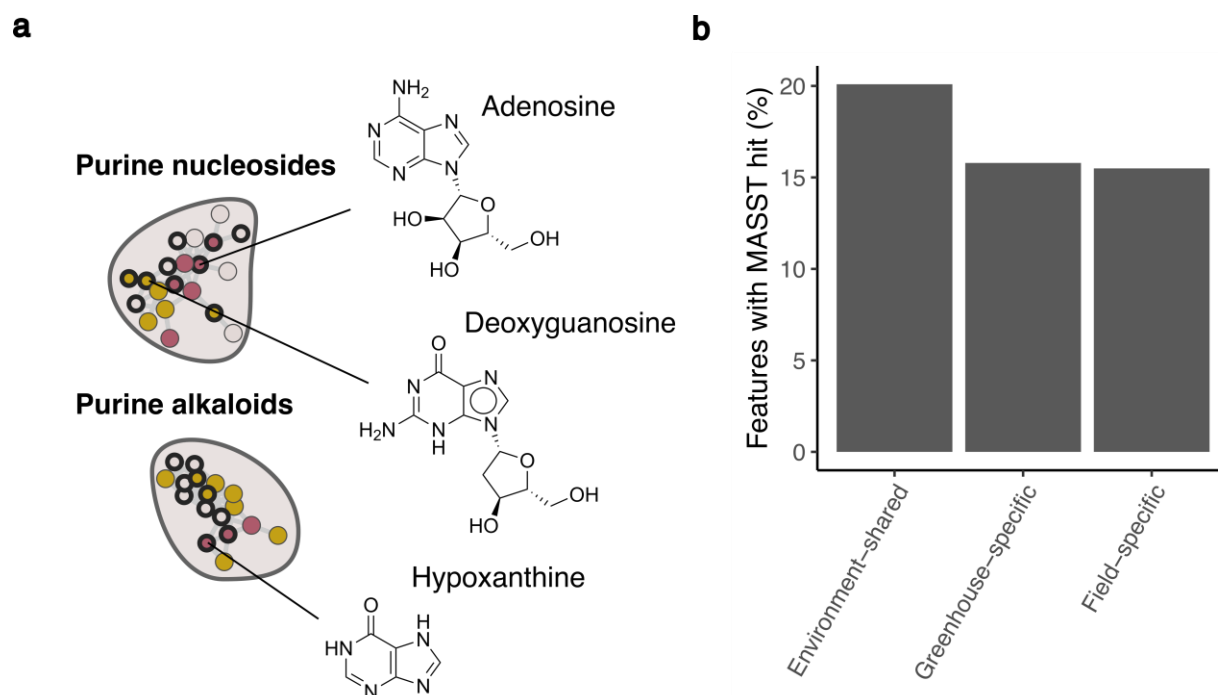 a
Purine nucleosides
Adenosine
NH2
N
N
N
N
HO
O
OH
HO
Deoxyguanosine
O
N
N
H2N
N
H
N
O
OH
HO
Purine alkaloids
Hypoxanthine
O
H
N
HN
N
N
b
Features with MASST hit (%)
20
15
10
5
0
Environment-shared
Greenhouse-specific
Field-specific